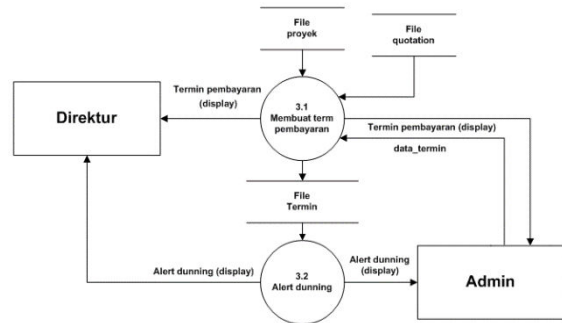 File
proyek
File
quotation
Termin pembayaran
(display)
3.1
Membuat term
pembayaran
Direktur
Termin pembayaran (display)
data_termin
File
Termin
Alert dunning (display)
3.2
Alert dunning
Alert dunning
(display)
Admin